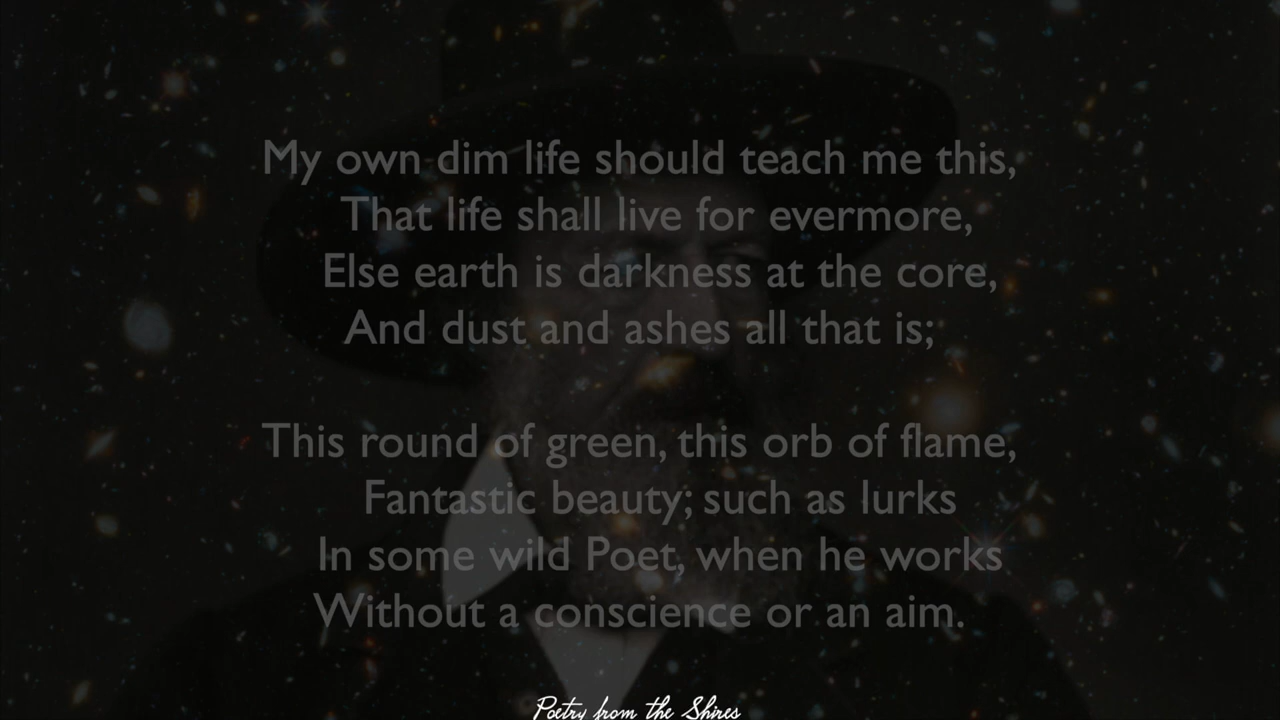 My own dim life should teach me this,
That life shall live for evermore,
Else earth is darkness at the core,
And dust and ashes all that is;
This round of green, this orb of flame,
Fantastic beauty; such as lurks
In some wild Poet, when he works
Without a conscience or an aim.
Poetry from the Shires